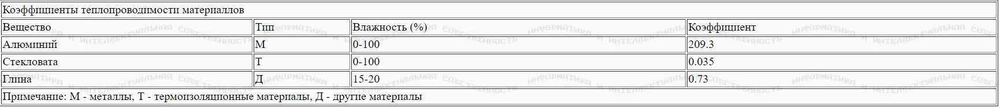 Коэффициенты теплопроводимости материаллов
Вещество Тип Влажность (%) Коэффициент
Алюминий М 0-100 209.3
Стекловата Т 0-100 0.035
Глина Д 15-20 0.73
Примечание: М - металлы, Т - термоизоляционные материалы, Д - другие материалы